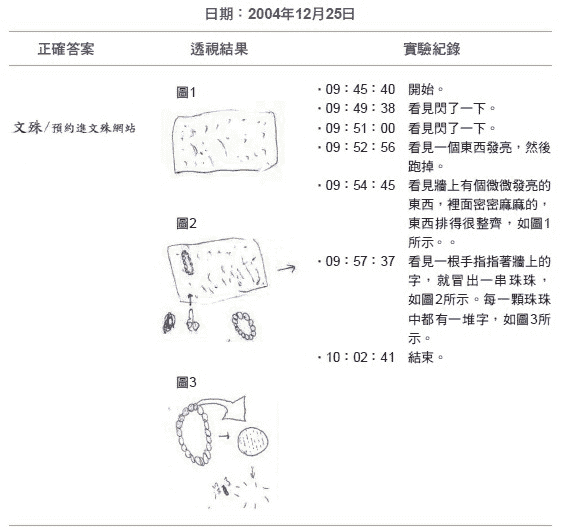 日期：2004年12月25日
正確答案 透視結果 實驗紀錄
文殊/預約進文殊網站
圖1
圖2
圖3
・09：45：40 開始。
・09：49：38 看見閃了一下。
・09：51：00 看見閃了一下。
・09：52：56 看見一個東西發亮，然後
跑掉。
・09：54：45 看見牆上有個微微發亮的
東西，裡面密密麻麻的，
東西排得很整齊，如圖1
所示。。
・09：57：37 看見一根手指指著牆上的
字，就冒出一串珠珠，
如圖2所示。每一顆珠珠
中都有一堆字，如圖3所
示。
・10：02：41 結束。